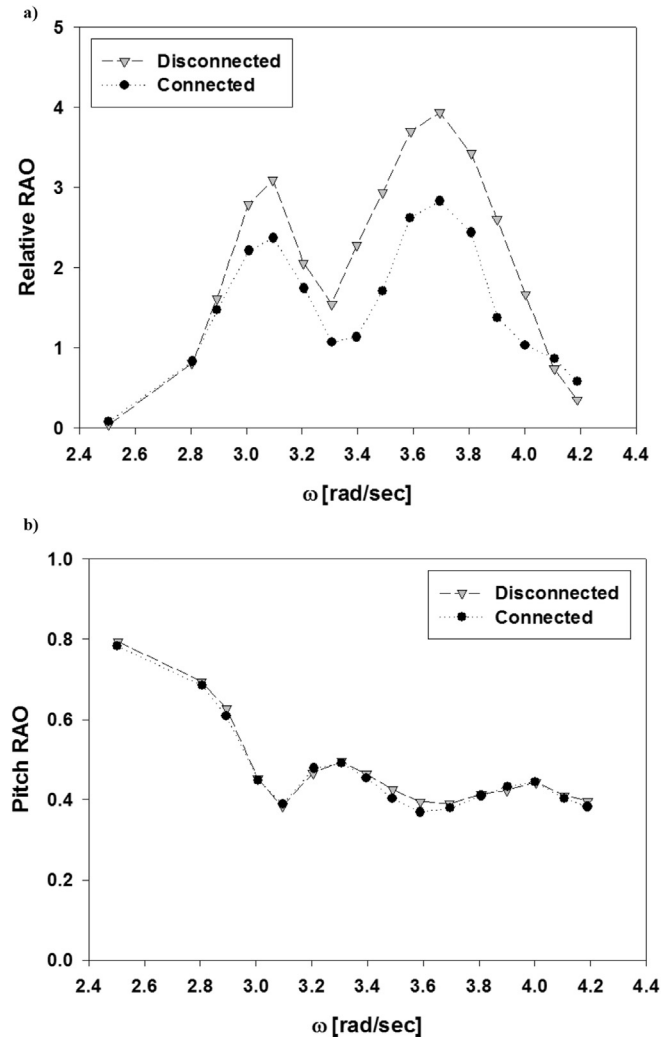 a)
5
4
3
2
1
0
Relative RAO
Disconnected
Connected
2.4 2.6 2.8 3.0 3.2 3.4 3.6 3.8 4.0 4.2 4.4
ω [rad/sec]
b)
1.0
0.8
0.6
0.4
0.2
0.0
Pitch RAO
Disconnected
Connected
2.4 2.6 2.8 3.0 3.2 3.4 3.6 3.8 4.0 4.2 4.4
ω [rad/sec]